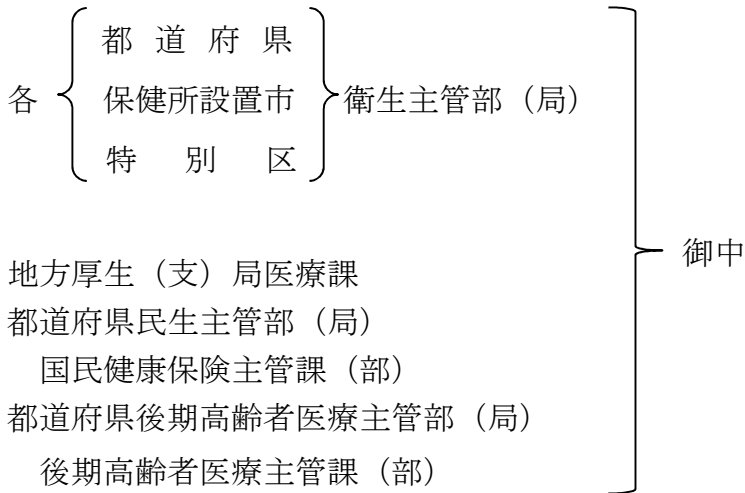 都道府県
各 保健所設置市 衛生主管部（局）
特別区
御中
地方厚生（支）局医療課
都道府県民生主管部（局）
国民健康保険主管課（部）
都道府県後期高齢者医療主管部（局）
後期高齢者医療主管課（部）